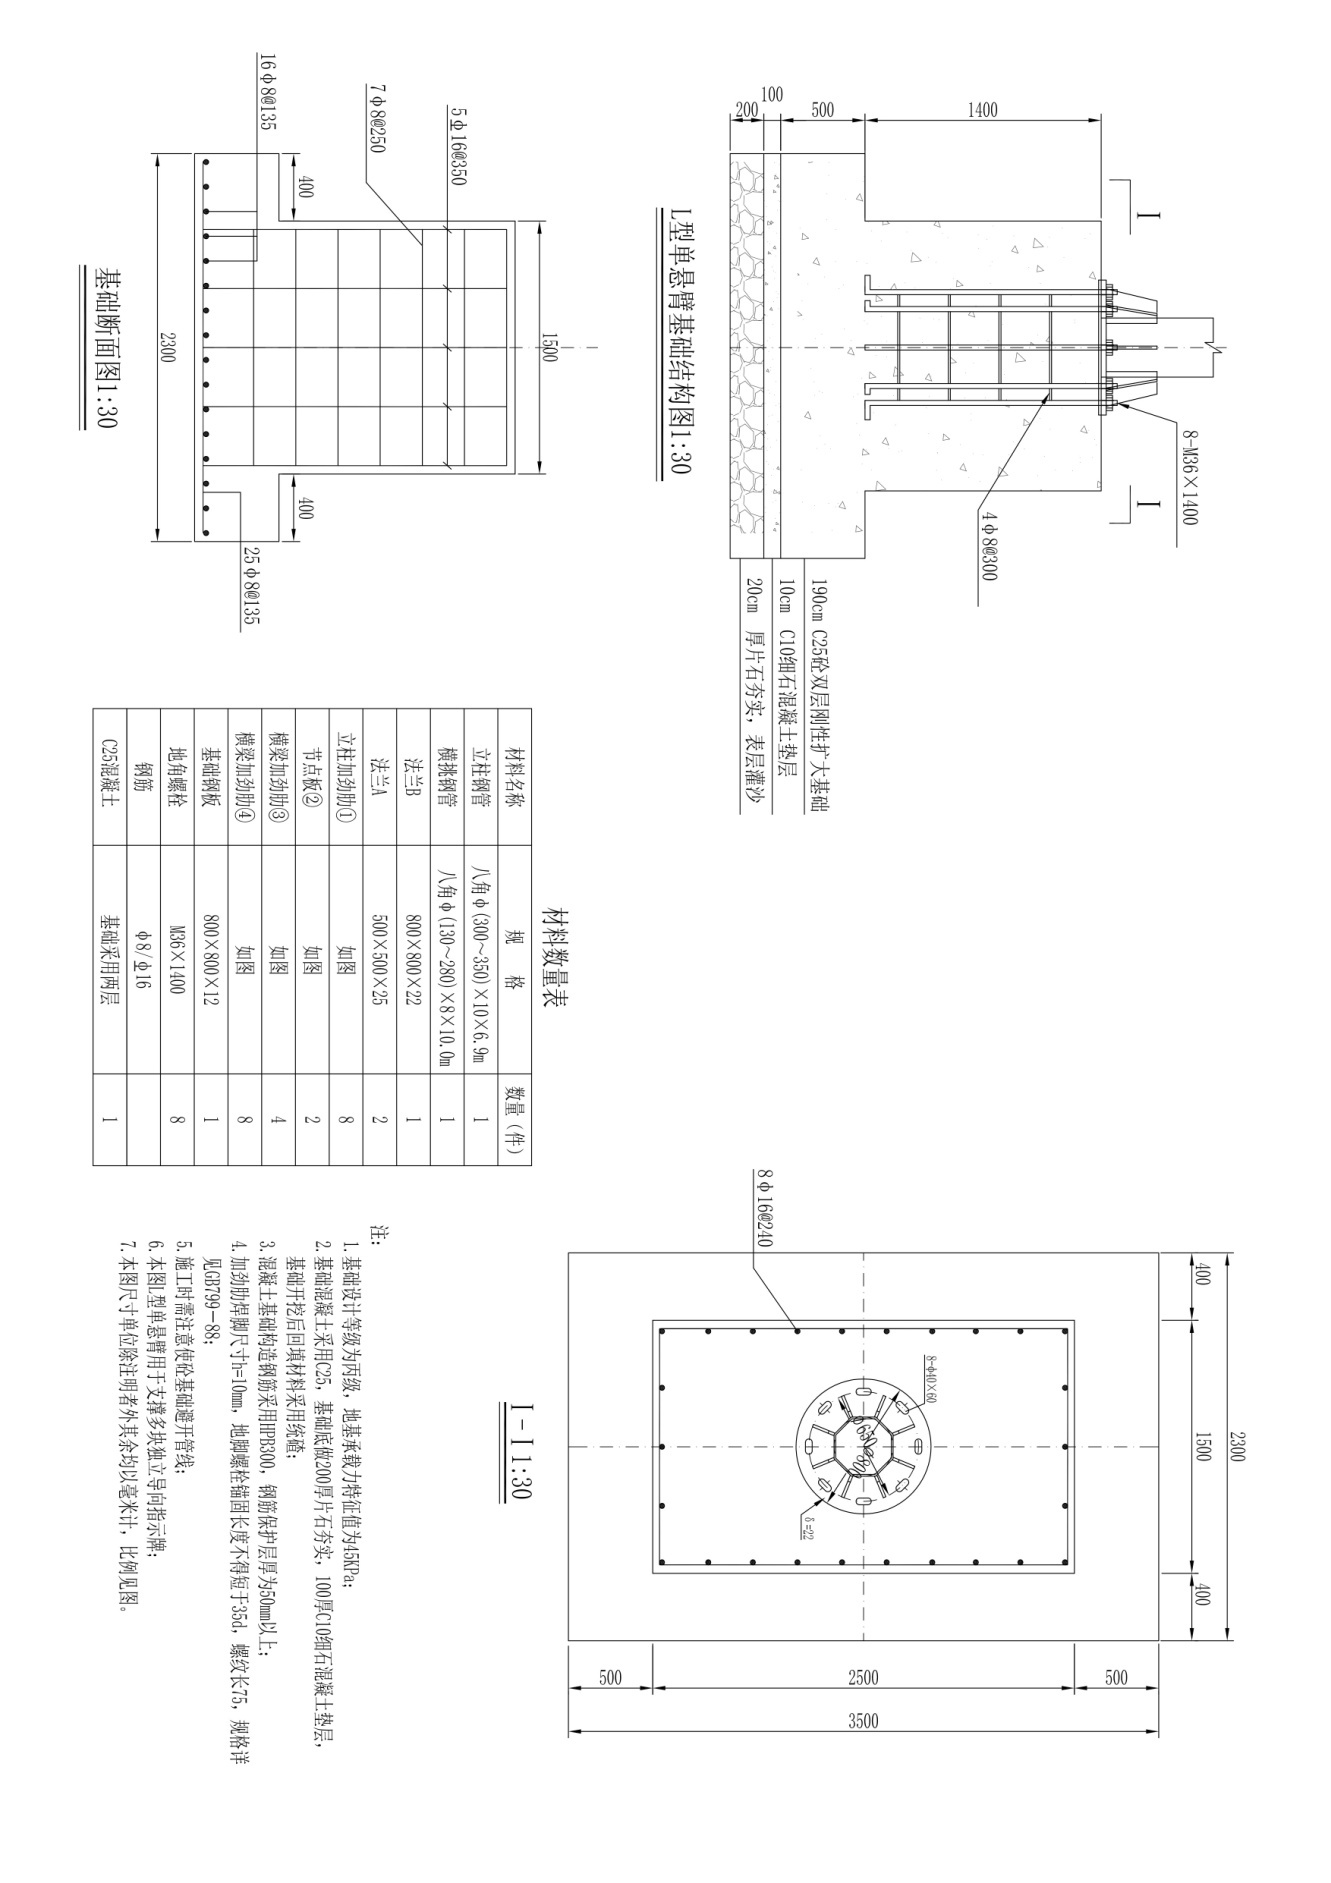 1400
500
100
200
I
I
8-M36×1400
4ф8@300
190cm C25砼双层刚性扩大基础
10cm C10细石混凝土垫层
20cm 厚片石夯实，表层灌沙
L型单悬臂基础结构图1:30
5ф16@350
7ф8@250
16ф8@135
1500
400
400
2300
25ф8@135
基础断面图1:30
材料数量表
材料名称 规 格 数量（件）
立柱钢管 八角ф(300～350)×10×6.9m 1
横挑钢管 八角ф(130～280)×8×10.0m 1
法兰B 800×800×22 1
法兰A 500×500×25 2
立柱加劲肋① 如图 8
节点板② 如图 2
横梁加劲肋③ 如图 4
横梁加劲肋④ 如图 8
基础钢板 800×800×12 1
地角螺栓 M36×1400 8
钢筋 ф8/ф16
C25混凝土 基础采用两层 1
2300
400
1500
400
8ф16@240
8-ф40×60
ф650
ф800
δ=22
500
2500
500
3500
I-I 1:30
注：
1.基础设计等级为丙级，地基承载力特征值为45KPa；
2.基础混凝土采用C25，基础底做200厚片石夯实，100厚C10细石混凝土垫层，
基础开挖后回填材料采用统碴；
3.混凝土基础构造钢筋采用HPB300，钢筋保护层厚为50mm以上；
4.加劲肋焊脚尺寸h=10mm，地脚螺栓锚固长度不得短于35d，螺纹长75，规格详
见GB799-88；
5.施工时需注意使砼基础避开管线；
6.本图L型单悬臂用于支撑多块独立导向指示牌；
7.本图尺寸单位除注明者外其余均以毫米计，比例见图。